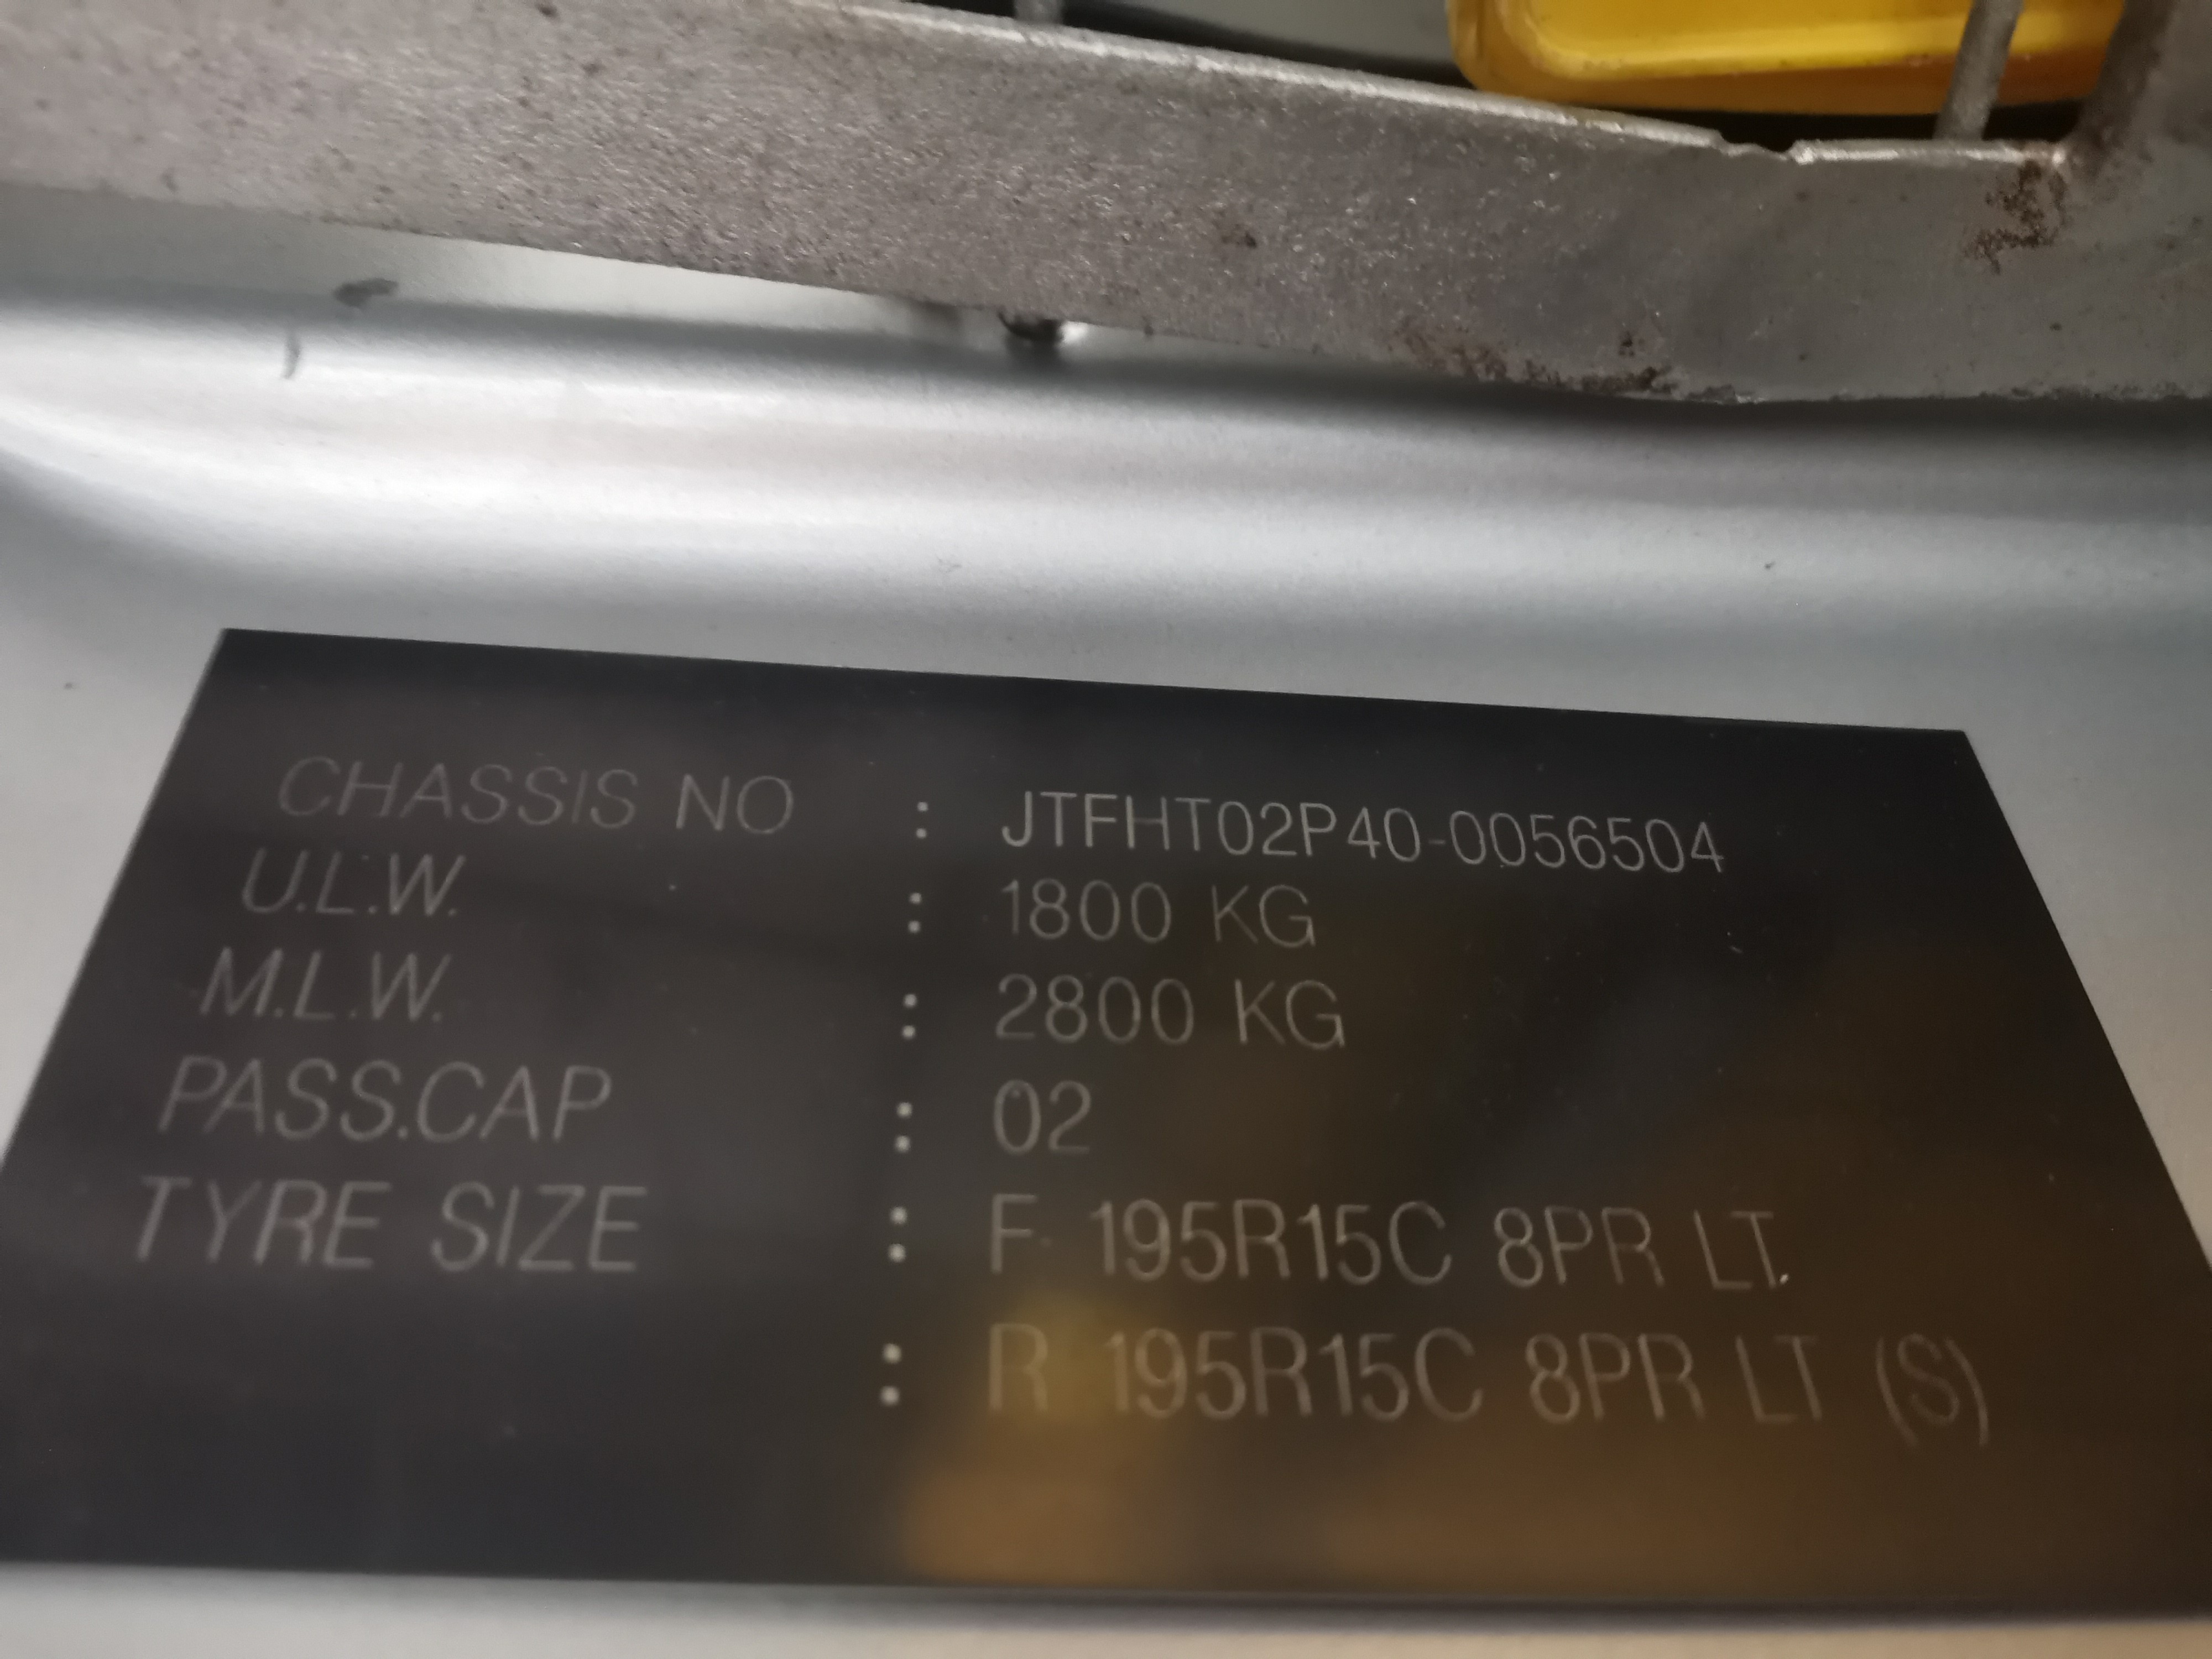 CHASSIS NO : JTFHT02P40-0056504
U.L.W. : 1800 KG
M.L.W. : 2800 KG
PASS.CAP : 02
TYRE SIZE : F 195R15C 8PR LT.
: R 195R15C 8PR LT (S)